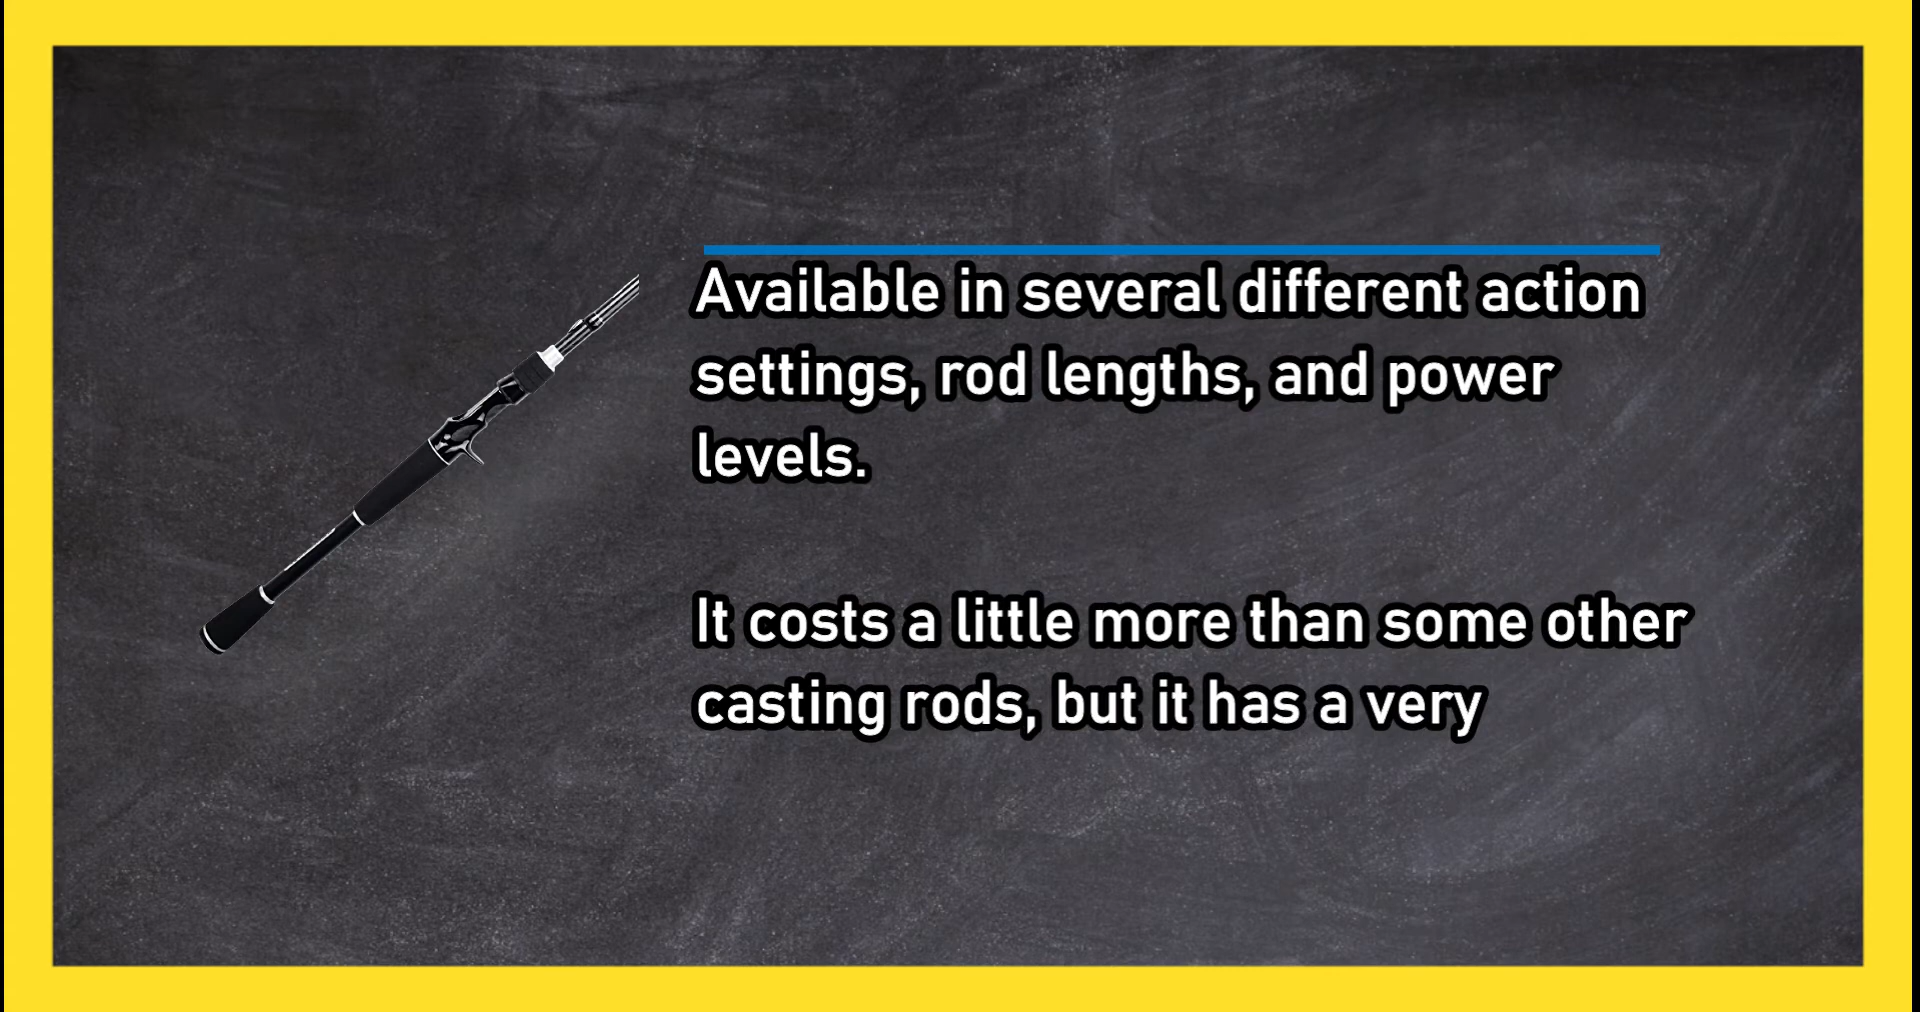 Available in several different action
settings, rod lengths, and power
levels.
It costs a little more than some other
casting rods, but it has a very